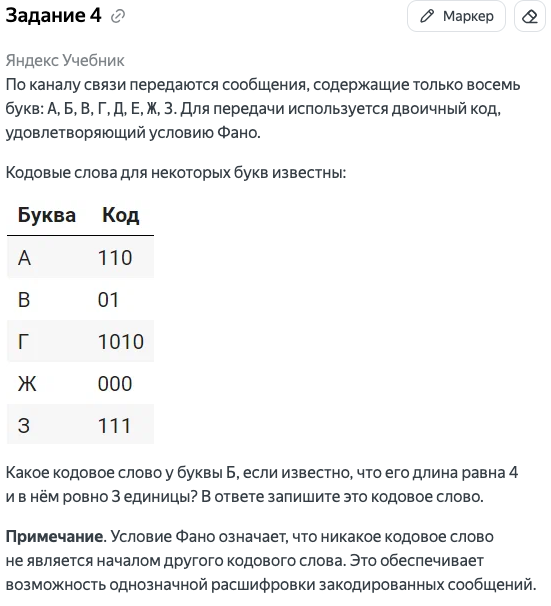 Задание 4
Маркер
Яндекс Учебник
По каналу связи передаются сообщения, содержащие только восемь
букв: А, Б, В, Г, Д, Е, Ж, З. Для передачи используется двоичный код,
удовлетворяющий условию Фано.
Кодовые слова для некоторых букв известны:
Буква Код
А 110
В 01
Г 1010
Ж 000
З 111
Какое кодовое слово у буквы Б, если известно, что его длина равна 4
и в нём ровно 3 единицы? В ответе запишите это кодовое слово.
Примечание. Условие Фано означает, что никакое кодовое слово
не является началом другого кодового слова. Это обеспечивает
возможность однозначной расшифровки закодированных сообщений.